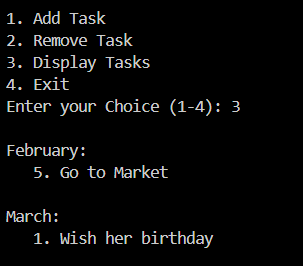 1. Add Task
2. Remove Task
3. Display Tasks
4. Exit
Enter your Choice (1-4): 3
February:
5. Go to Market
March:
1. Wish her birthday